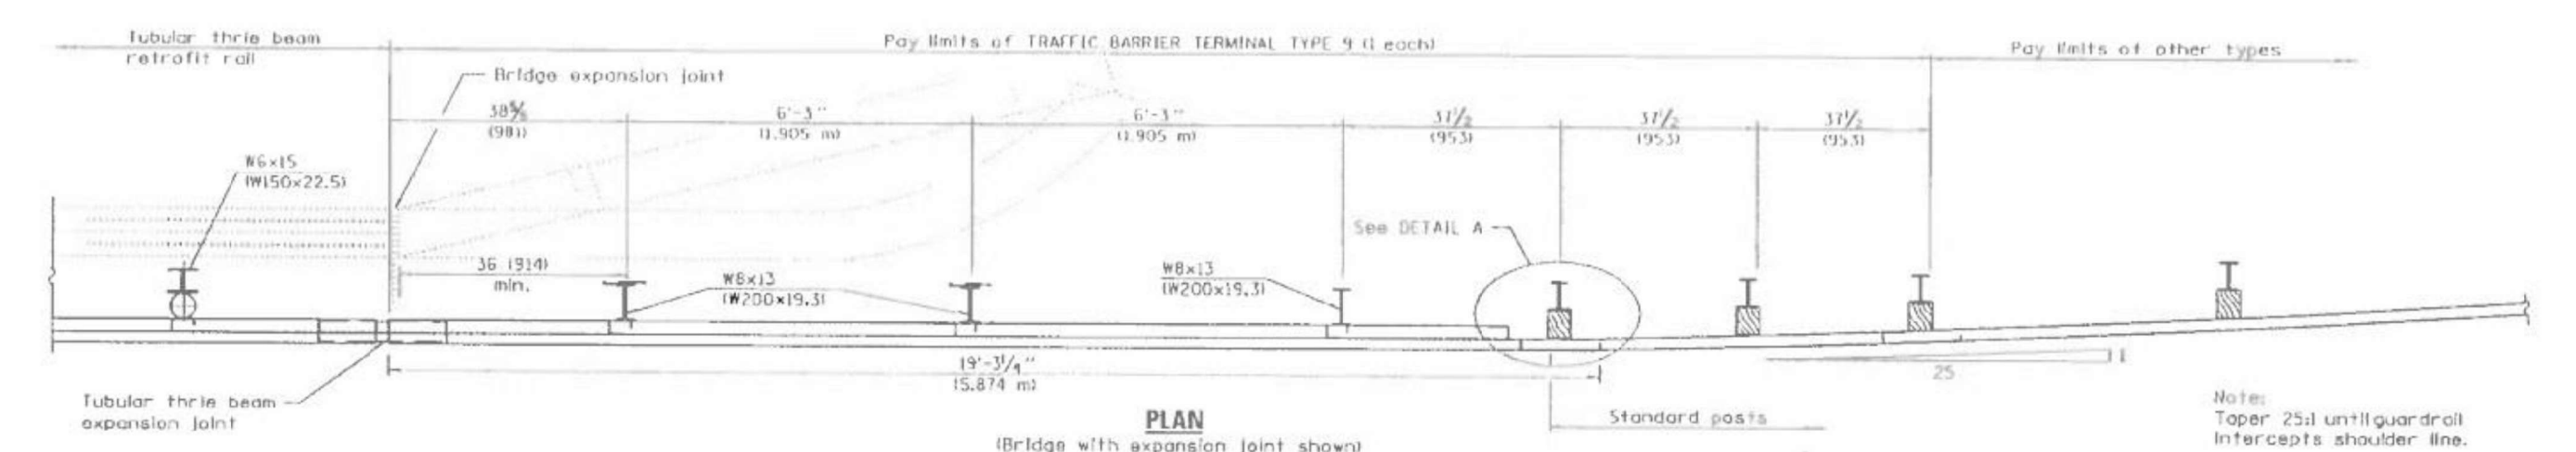 Tubular thrie beam
retrofit rail
Pay limits of TRAFFIC BARRIER TERMINAL TYPE 9 (1 each)
Pay limits of other types
Bridge expansion joint
38⅝
(981)
6'-3"
(1.905 m)
6'-3"
(1.905 m)
37½
(953)
37½
(953)
37½
(953)
W6x15
(W150x22.5)
See DETAIL A
36 (914)
min.
W8x13
(W200x19.3)
W8x13
(W200x19.3)
19'-3¼"
(5.874 m)
1
25
Tubular thrie beam
expansion joint
PLAN
(Bridge with expansion joint shown)
Standard posts
Note:
Taper 25:1 until guardrail
intercepts shoulder line.